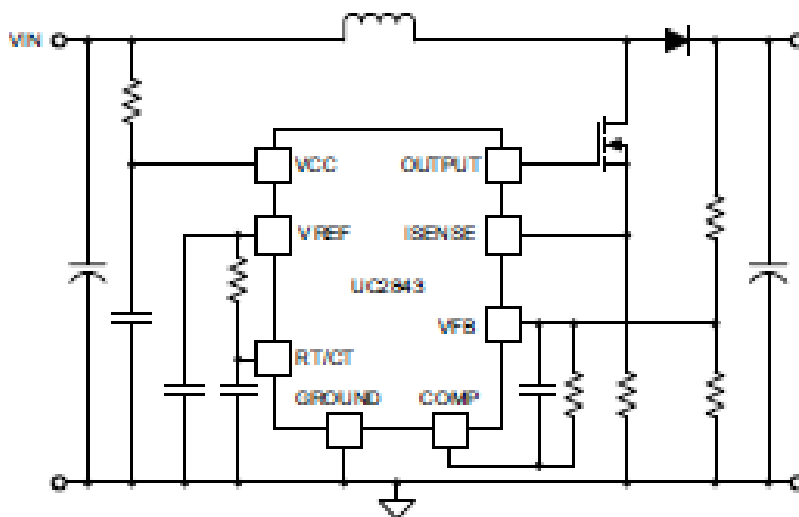 VIN
VCC
OUTPUT
VREF
ISENSE
UC2843
VFB
RT/CT
GROUND
COMP